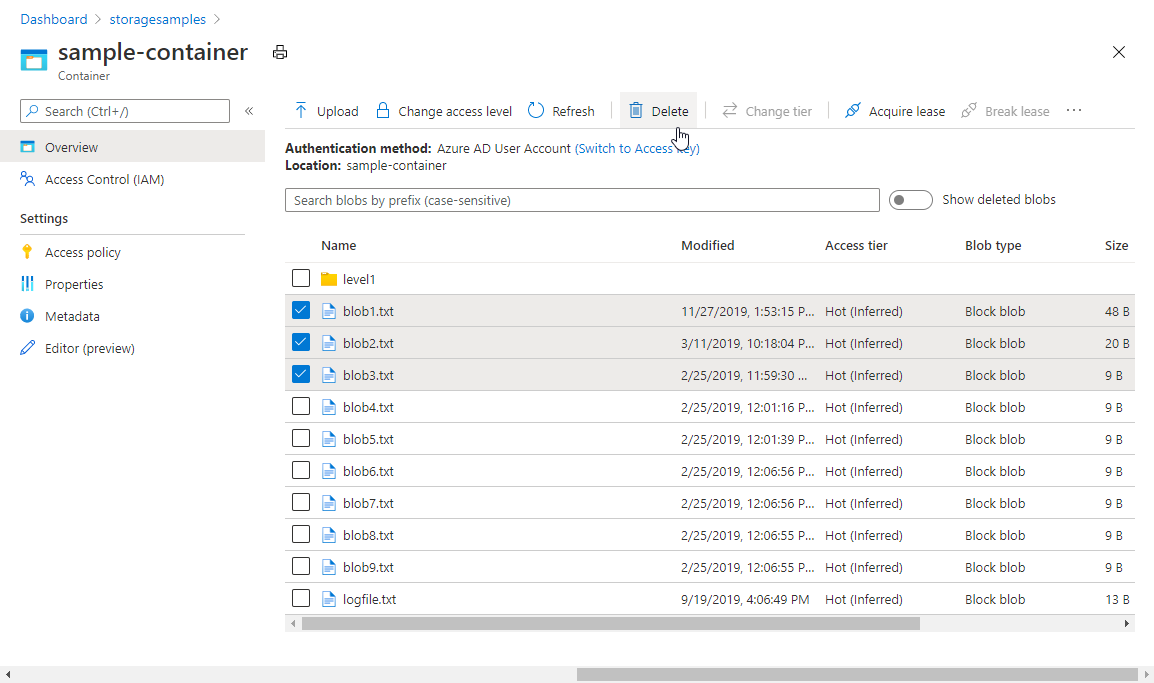 Dashboard > storagesamples >
sample-container
Container
Search (Ctrl+/)
«
Upload
Change access level
Refresh
Delete
Change tier
Acquire lease
Break lease
...
Overview
Access Control (IAM)
Settings
Access policy
Properties
Metadata
Editor (preview)
Authentication method: Azure AD User Account (Switch to Access key)
Location: sample-container
Search blobs by prefix (case-sensitive)
Show deleted blobs
Name Modified Access tier Blob type Size
level1
blob1.txt 11/27/2019, 1:53:15 P... Hot (Inferred) Block blob 48 B
blob2.txt 3/11/2019, 10:18:04 P... Hot (Inferred) Block blob 20 B
blob3.txt 2/25/2019, 11:59:30 ... Hot (Inferred) Block blob 9 B
blob4.txt 2/25/2019, 12:01:16 P... Hot (Inferred) Block blob 9 B
blob5.txt 2/25/2019, 12:01:39 P... Hot (Inferred) Block blob 9 B
blob6.txt 2/25/2019, 12:06:56 P... Hot (Inferred) Block blob 9 B
blob7.txt 2/25/2019, 12:06:56 P... Hot (Inferred) Block blob 9 B
blob8.txt 2/25/2019, 12:06:55 P... Hot (Inferred) Block blob 9 B
blob9.txt 2/25/2019, 12:06:55 P... Hot (Inferred) Block blob 9 B
logfile.txt 9/19/2019, 4:06:49 PM Hot (Inferred) Block blob 13 B